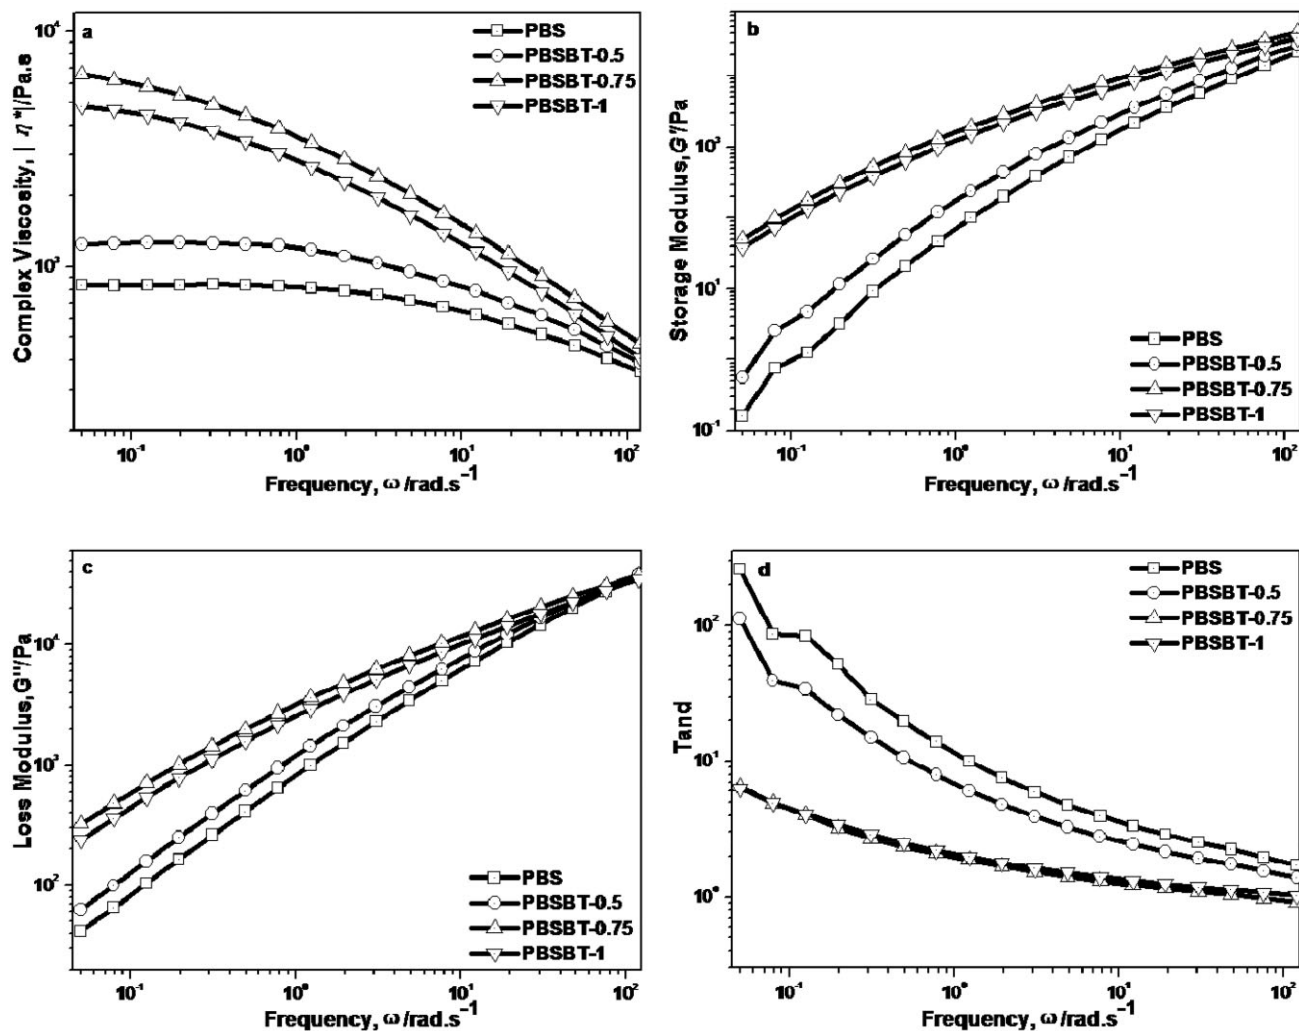 a
10⁴
10³
Complex Viscosity, | η*|/Pa.s
PBS
PBSBT-0.5
PBSBT-0.75
PBSBT-1
10⁻¹
10⁰
10¹
10²
Frequency, ω/rad.s⁻¹
b
10³
10¹
10⁰
10⁻¹
Storage Modulus, G'/Pa
PBS
PBSBT-0.5
PBSBT-0.75
PBSBT-1
10⁻¹
10⁰
10¹
10²
Frequency, ω/rad.s⁻¹
c
10⁴
10³
10²
Loss Modulus, G''/Pa
PBS
PBSBT-0.5
PBSBT-0.75
PBSBT-1
10⁻¹
10⁰
10¹
10²
Frequency, ω/rad.s⁻¹
d
10²
10¹
10⁰
Tand
PBS
PBSBT-0.5
PBSBT-0.75
PBSBT-1
10⁻¹
10⁰
10¹
10²
Frequency, ω/rad.s⁻¹